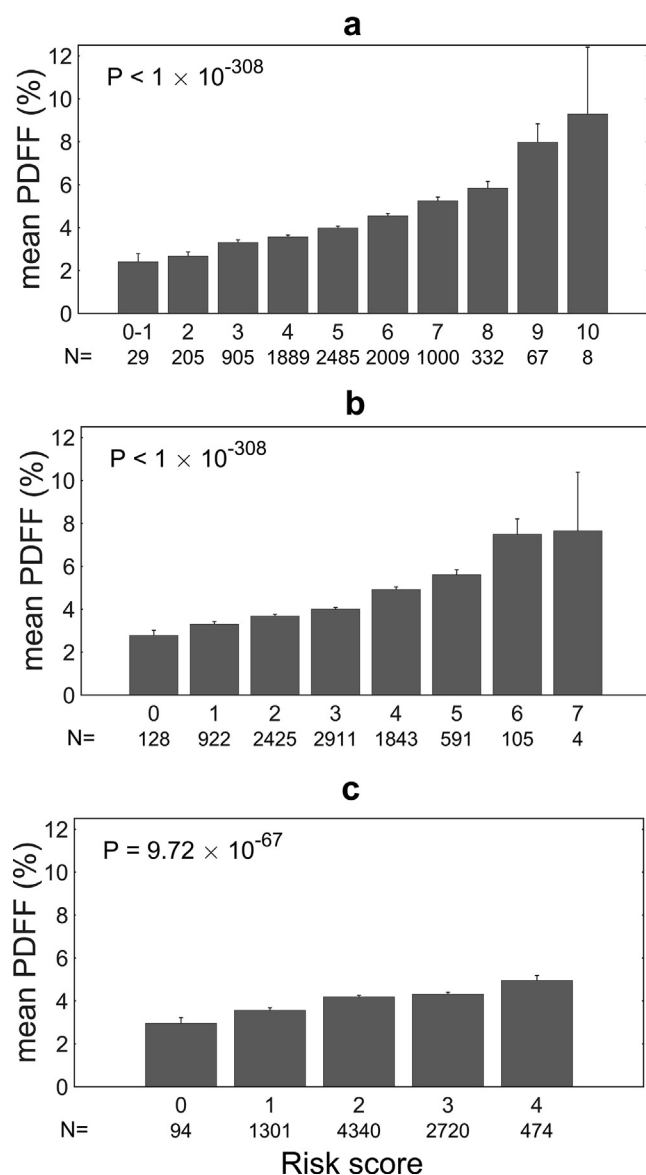 a
P < 1 × 10^-308
mean PDFF (%)
12
10
8
6
4
2
0
0-1 2 3 4 5 6 7 8 9 10
N= 29 205 905 1889 2485 2009 1000 332 67 8
b
P < 1 × 10^-308
mean PDFF (%)
12
10
8
6
4
2
0
0 1 2 3 4 5 6 7
N= 128 922 2425 2911 1843 591 105 4
c
P = 9.72 × 10^-67
mean PDFF (%)
12
10
8
6
4
2
0
0 1 2 3 4
N= 94 1301 4340 2720 474
Risk score